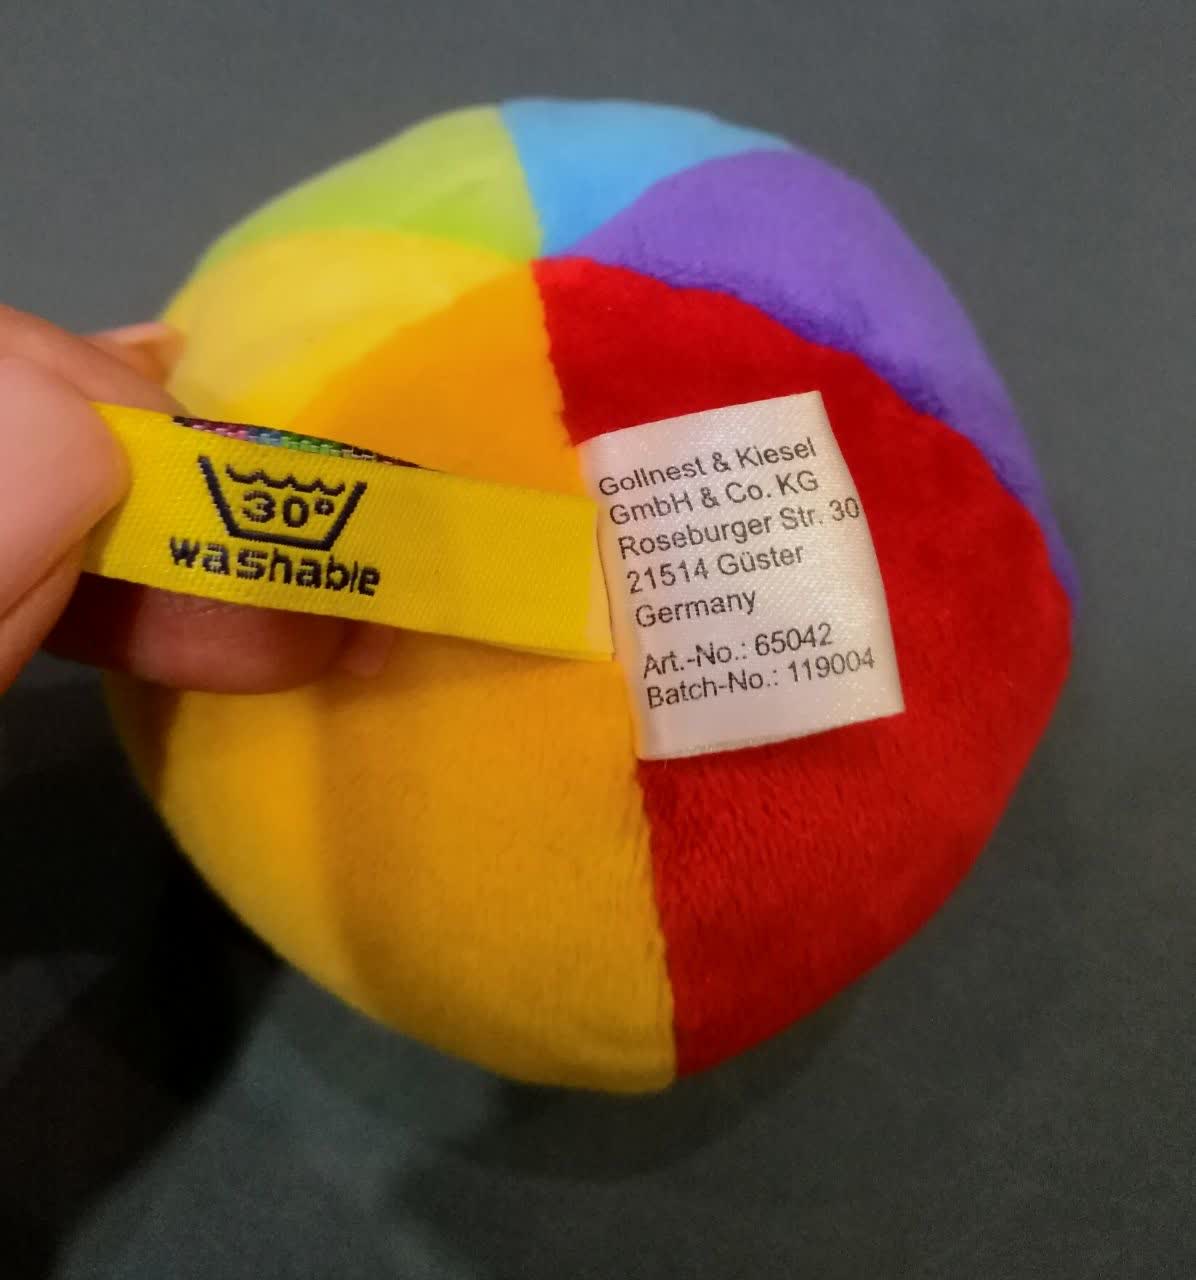 30°
washable
Gollnest & Kiesel
GmbH & Co. KG
Roseburger Str. 30
21514 Güster
Germany
Art.-No.: 65042
Batch-No.: 119004